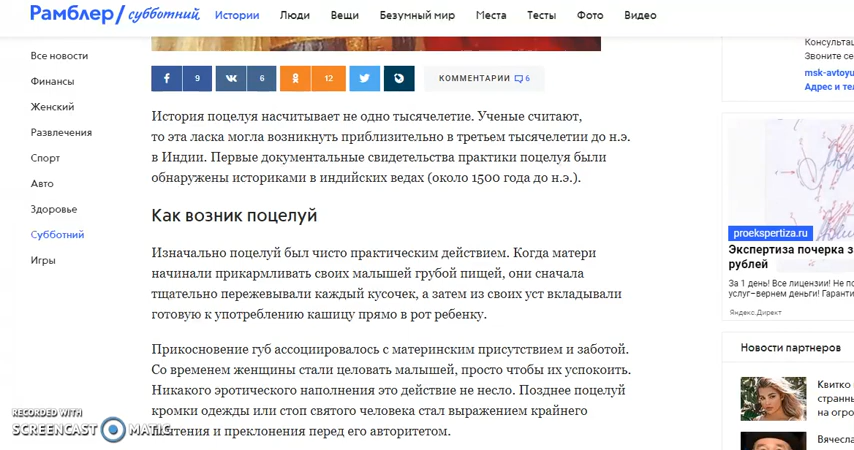 Рамблер/ субботний
Истории
Люди
Вещи
Безумный мир
Места
Тесты
Фото
Видео
Все новости
Финансы
Женский
Развлечения
Спорт
Авто
Здоровье
Субботний
Игры
9
6
12
КОММЕНТАРИИ 6
История поцелуя насчитывает не одно тысячелетие. Ученые считают,
то эта ласка могла возникнуть приблизительно в третьем тысячелетии до н.э.
в Индии. Первые документальные свидетельства практики поцелуя были
обнаружены историками в индийских ведах (около 1500 года до н.э.).
Как возник поцелуй
Изначально поцелуй был чисто практическим действием. Когда матери
начинали прикармливать своих малышей грубой пищей, они сначала
тщательно пережевывали каждый кусочек, а затем из своих уст вкладывали
готовую к употреблению кашицу прямо в рот ребенку.
Прикосновение губ ассоциировалось с материнским присутствием и заботой.
Со временем женщины стали целовать малышей, просто чтобы их успокоить.
Никакого эротического наполнения это действие не несло. Позднее поцелуй
кромки одежды или стоп святого человека стал выражением крайнего
и преклонения перед его авторитетом.
RECORDED WITH
SCREENCAST MATIC
Консультац
Звоните се
msk-avtoyu
Адрес и тел
proekspertiza.ru
Экспертиза почерка з
рублей
За 1 день! Все лицензии! Не по
услуг–вернем деньги! Гаранти
Яндекс.Директ
Новости партнеров
Квитко
странны
на огро
Вячесла